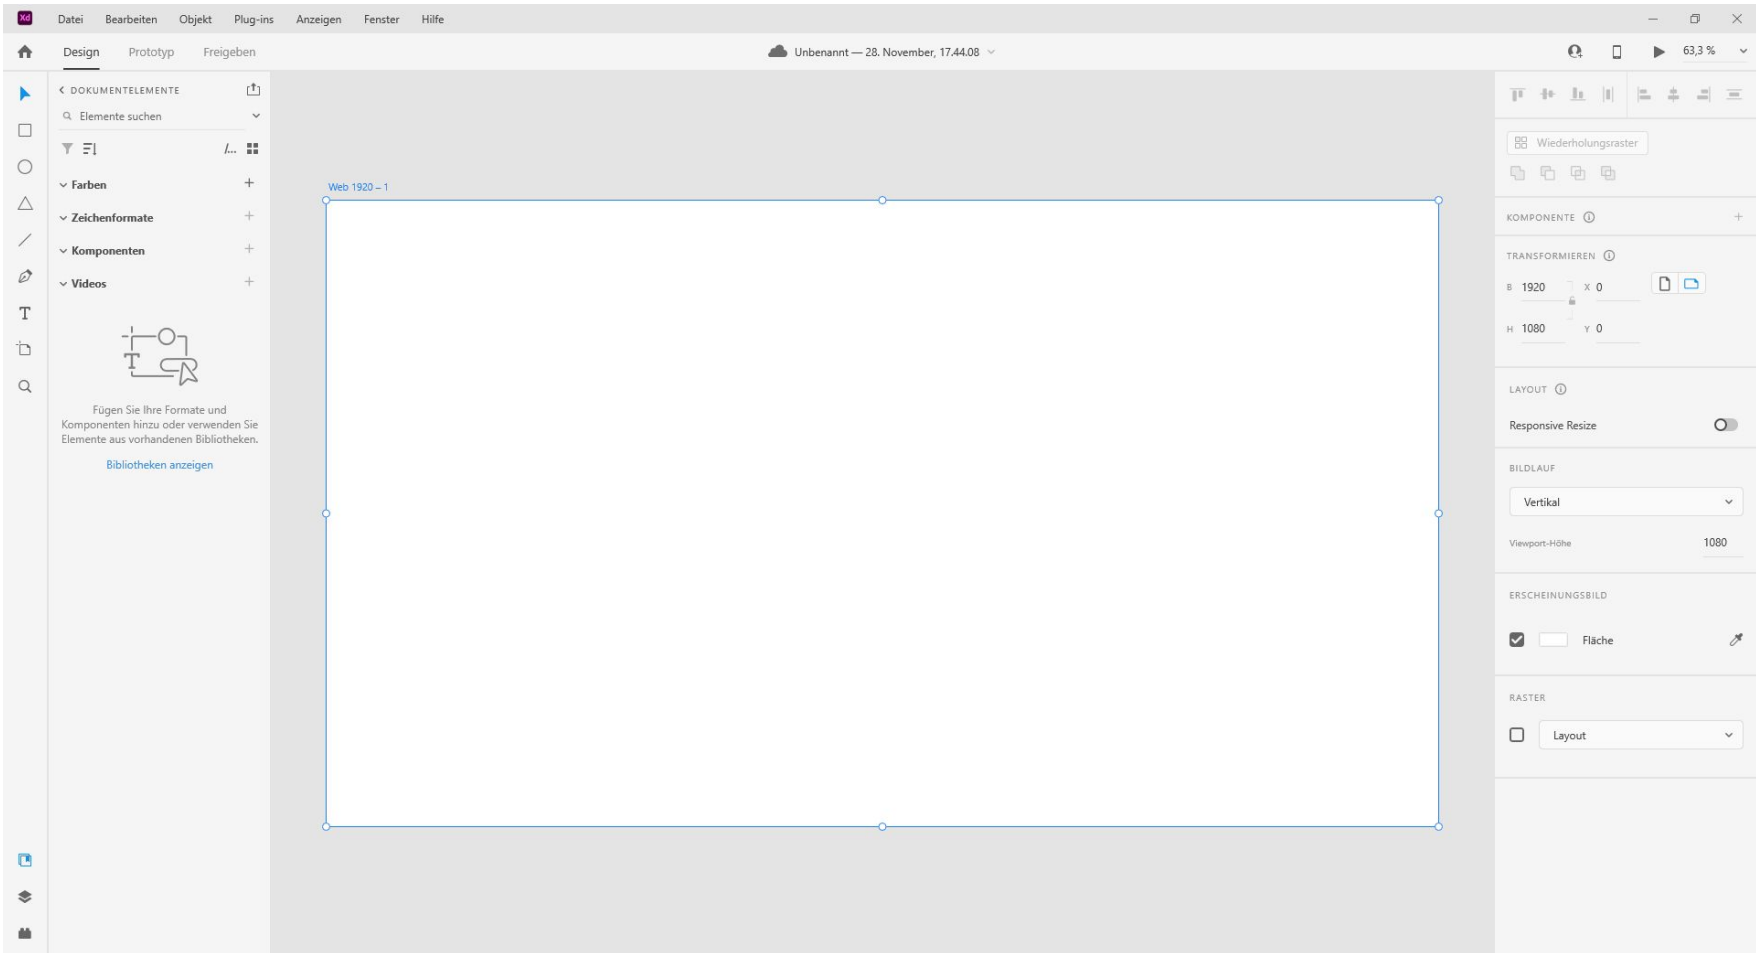 Xd Datei Bearbeiten Objekt Plug-ins Anzeigen Fenster Hilfe
Design Prototyp Freigeben
Unbenannt — 28. November, 17.44.08
63,3 %
DOKUMENTELEMENTE
Elemente suchen
/...
Farben
Zeichenformate
Komponenten
Videos
T
Fügen Sie Ihre Formate und
Komponenten hinzu oder verwenden Sie
Elemente aus vorhandenen Bibliotheken.
Bibliotheken anzeigen
T
Web 1920 – 1
Wiederholungsraster
KOMPONENTE
TRANSFORMIEREN
B 1920 X 0
H 1080 Y 0
LAYOUT
Responsive Resize
BILDLAUF
Vertikal
Viewport-Höhe 1080
ERSCHEINUNGSBILD
Fläche
RASTER
Layout